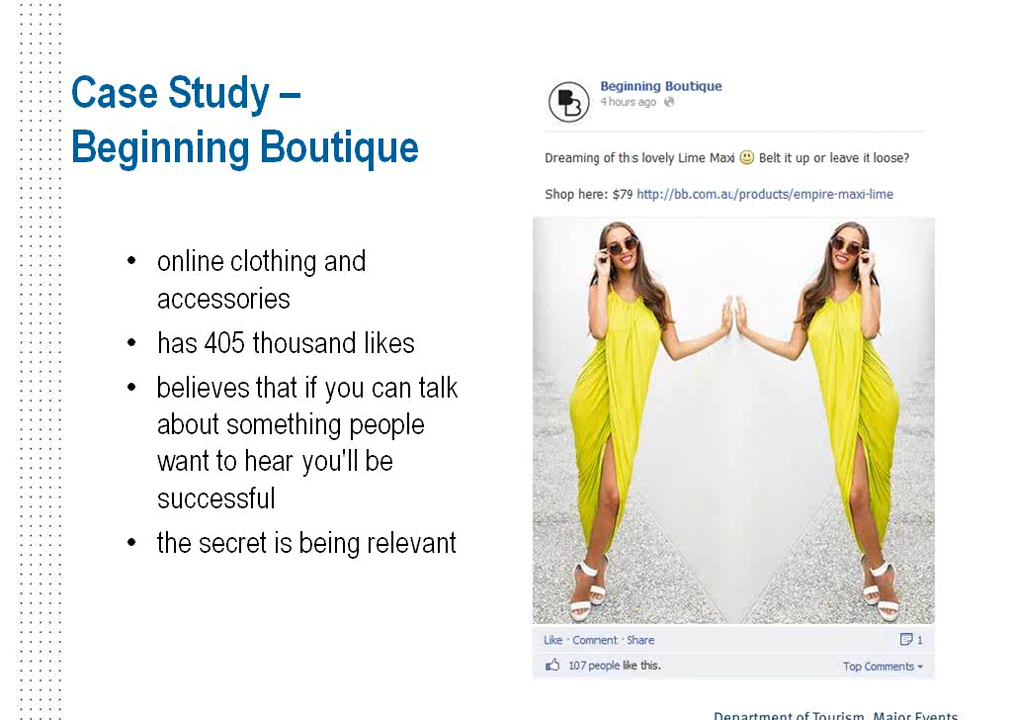 Case Study –
Beginning Boutique
• online clothing and
accessories
• has 405 thousand likes
• believes that if you can talk
about something people
want to hear you'll be
successful
• the secret is being relevant
Beginning Boutique
4 hours ago
Dreaming of this lovely Lime Maxi Belt it up or leave it loose?
Shop here: $79 http://bb.com.au/products/empire-maxi-lime
Like · Comment · Share
1
107 people like this.
Top Comments
Department of Tourism, Major Events